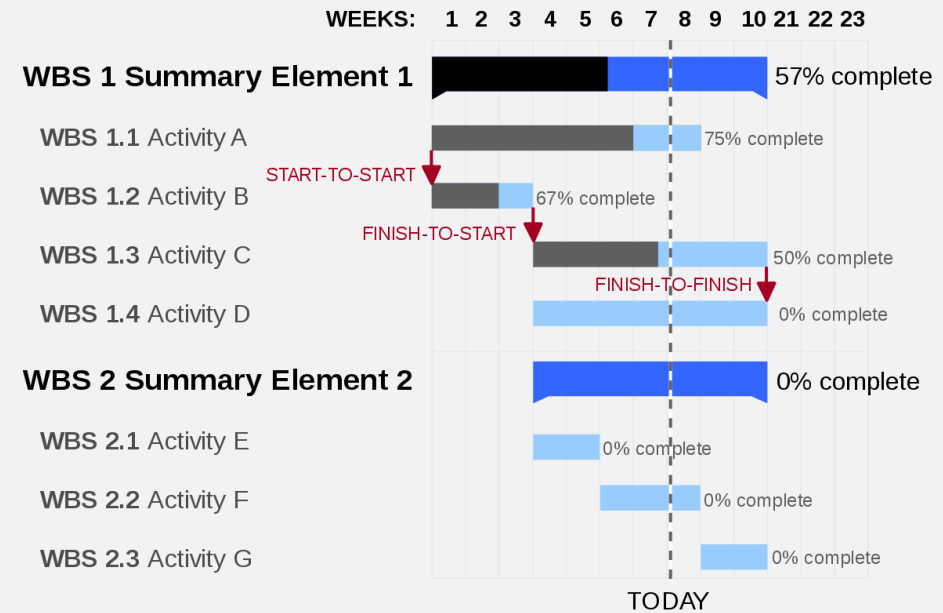 WEEKS: 1 2 3 4 5 6 7 8 9 10 21 22 23
WBS 1 Summary Element 1 57% complete
WBS 1.1 Activity A 75% complete
START-TO-START
WBS 1.2 Activity B 67% complete
FINISH-TO-START
WBS 1.3 Activity C 50% complete
FINISH-TO-FINISH
WBS 1.4 Activity D 0% complete
WBS 2 Summary Element 2 0% complete
WBS 2.1 Activity E 0% complete
WBS 2.2 Activity F 0% complete
WBS 2.3 Activity G 0% complete
TODAY